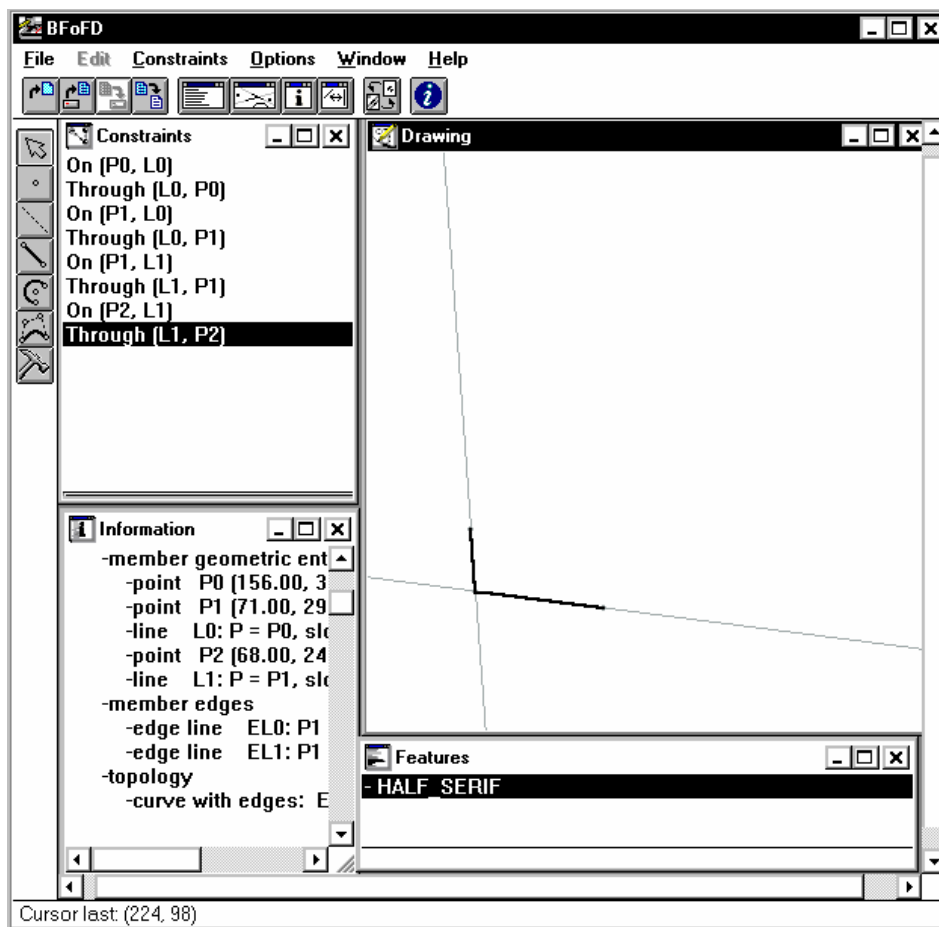 BFoFD
File Edit Constraints Options Window Help
Constraints
On (P0, L0)
Through (L0, P0)
On (P1, L0)
Through (L0, P1)
On (P1, L1)
Through (L1, P1)
On (P2, L1)
Through (L1, P2)
Drawing
Information
-member geometric ent
-point P0 (156.00, 3
-point P1 (71.00, 29
-line L0: P = P0, slo
-point P2 (68.00, 24
-line L1: P = P1, slo
-member edges
-edge line EL0: P1
-edge line EL1: P1
-topology
-curve with edges: E
Features
- HALF_SERIF
Cursor last: (224, 98)